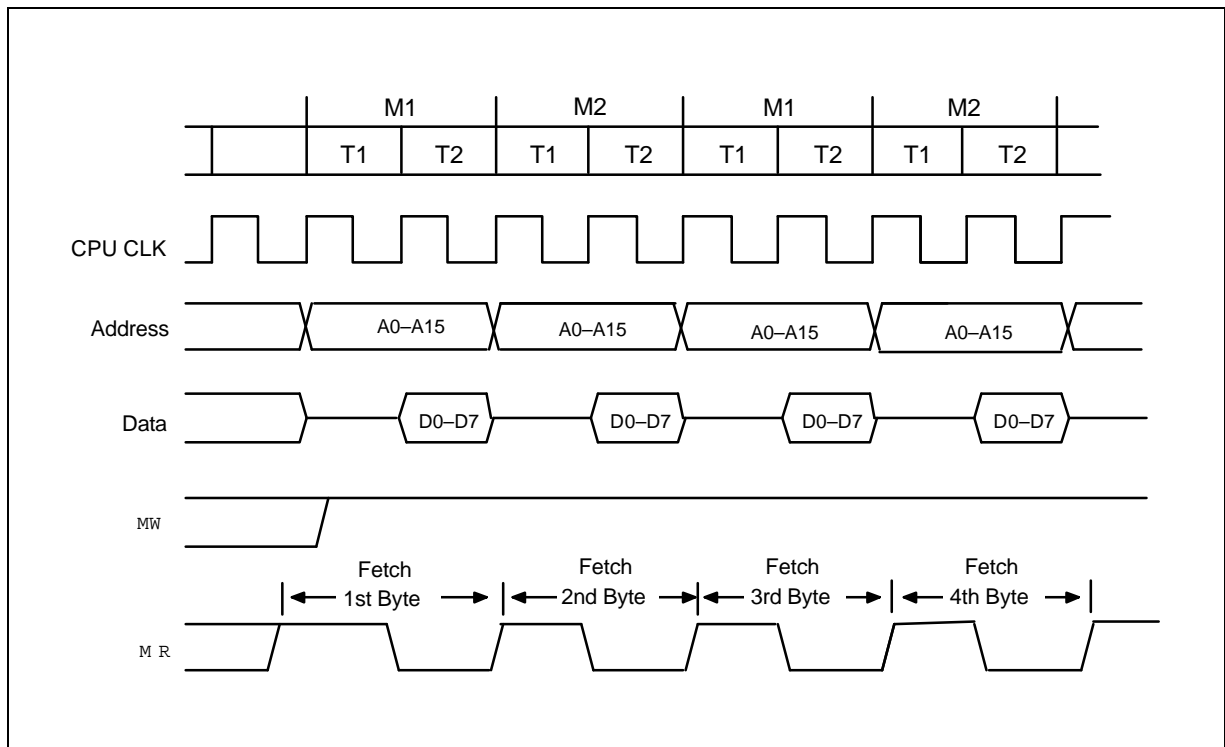 M1 M2 M1 M2
T1 T2 T1 T2 T1 T2 T1 T2
CPU CLK
Address A0–A15 A0–A15 A0–A15 A0–A15
Data D0–D7 D0–D7 D0–D7 D0–D7
MW
Fetch Fetch Fetch Fetch
1st Byte 2nd Byte 3rd Byte 4th Byte
M R